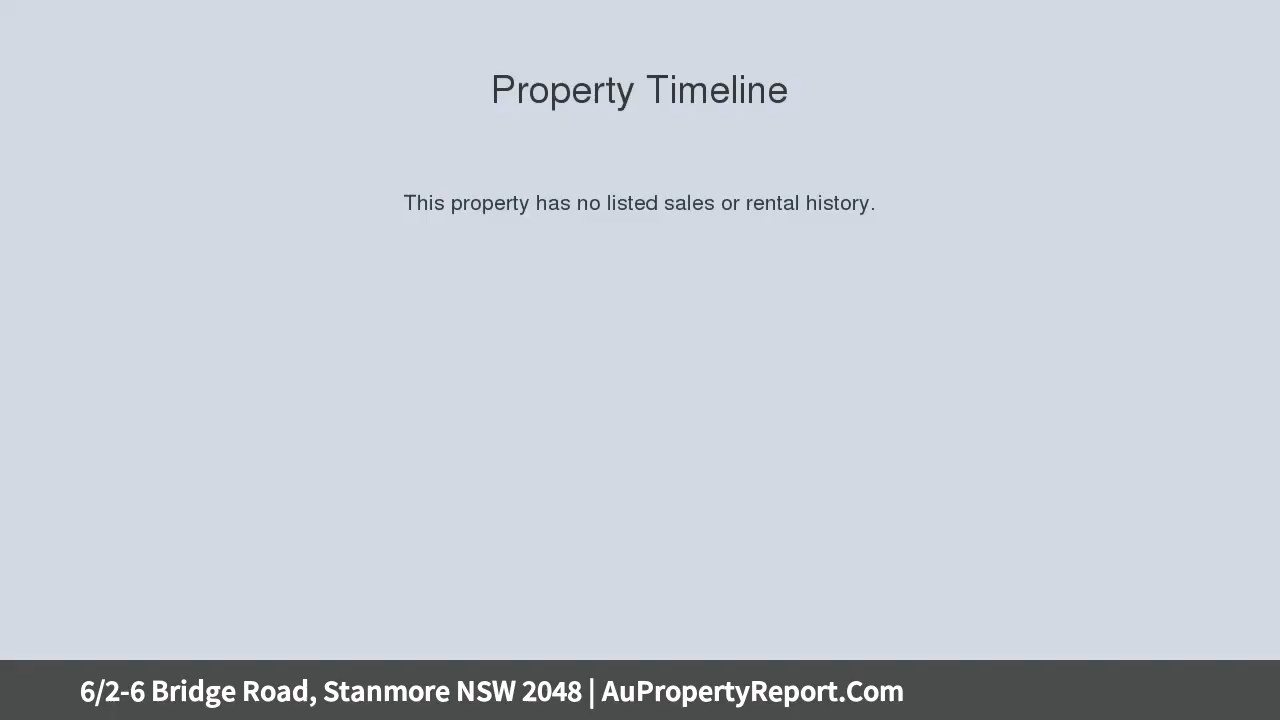 Property Timeline
This property has no listed sales or rental history.
6/2-6 Bridge Road, Stanmore NSW 2048 | AuPropertyReport.Com